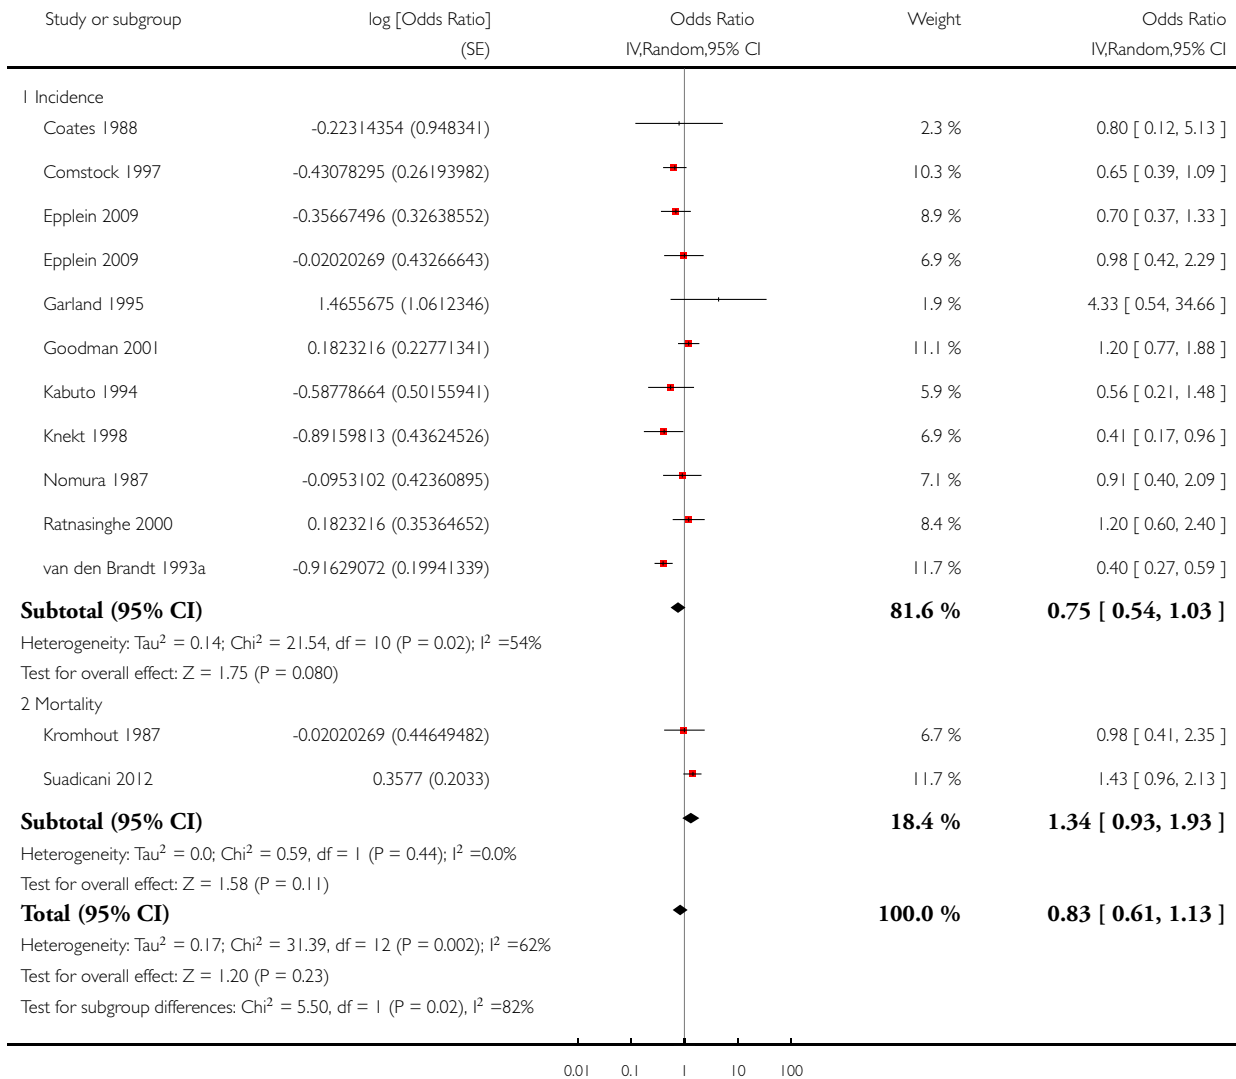 Study or subgroup log [Odds Ratio] Odds Ratio Weight Odds Ratio
(SE) IV,Random,95% CI IV,Random,95% CI
1 Incidence
Coates 1988 -0.22314354 (0.948341) 2.3 % 0.80 [ 0.12, 5.13 ]
Comstock 1997 -0.43078295 (0.26193982) 10.3 % 0.65 [ 0.39, 1.09 ]
Epplein 2009 -0.35667496 (0.32638552) 8.9 % 0.70 [ 0.37, 1.33 ]
Epplein 2009 -0.02020269 (0.43266643) 6.9 % 0.98 [ 0.42, 2.29 ]
Garland 1995 1.4655675 (1.0612346) 1.9 % 4.33 [ 0.54, 34.66 ]
Goodman 2001 0.1823216 (0.22771341) 11.1 % 1.20 [ 0.77, 1.88 ]
Kabuto 1994 -0.58778664 (0.50155941) 5.9 % 0.56 [ 0.21, 1.48 ]
Knekt 1998 -0.89159813 (0.43624526) 6.9 % 0.41 [ 0.17, 0.96 ]
Nomura 1987 -0.0953102 (0.42360895) 7.1 % 0.91 [ 0.40, 2.09 ]
Ratnasinghe 2000 0.1823216 (0.35364652) 8.4 % 1.20 [ 0.60, 2.40 ]
van den Brandt 1993a -0.91629072 (0.19941339) 11.7 % 0.40 [ 0.27, 0.59 ]
Subtotal (95% CI) 81.6 % 0.75 [ 0.54, 1.03 ]
Heterogeneity: Tau² = 0.14; Chi² = 21.54, df = 10 (P = 0.02); I² =54%
Test for overall effect: Z = 1.75 (P = 0.080)
2 Mortality
Kromhout 1987 -0.02020269 (0.44649482) 6.7 % 0.98 [ 0.41, 2.35 ]
Suadicani 2012 0.3577 (0.2033) 11.7 % 1.43 [ 0.96, 2.13 ]
Subtotal (95% CI) 18.4 % 1.34 [ 0.93, 1.93 ]
Heterogeneity: Tau² = 0.0; Chi² = 0.59, df = 1 (P = 0.44); I² =0.0%
Test for overall effect: Z = 1.58 (P = 0.11)
Total (95% CI) 100.0 % 0.83 [ 0.61, 1.13 ]
Heterogeneity: Tau² = 0.17; Chi² = 31.39, df = 12 (P = 0.002); I² =62%
Test for overall effect: Z = 1.20 (P = 0.23)
Test for subgroup differences: Chi² = 5.50, df = 1 (P = 0.02), I² =82%
0.01 0.1 1 10 100